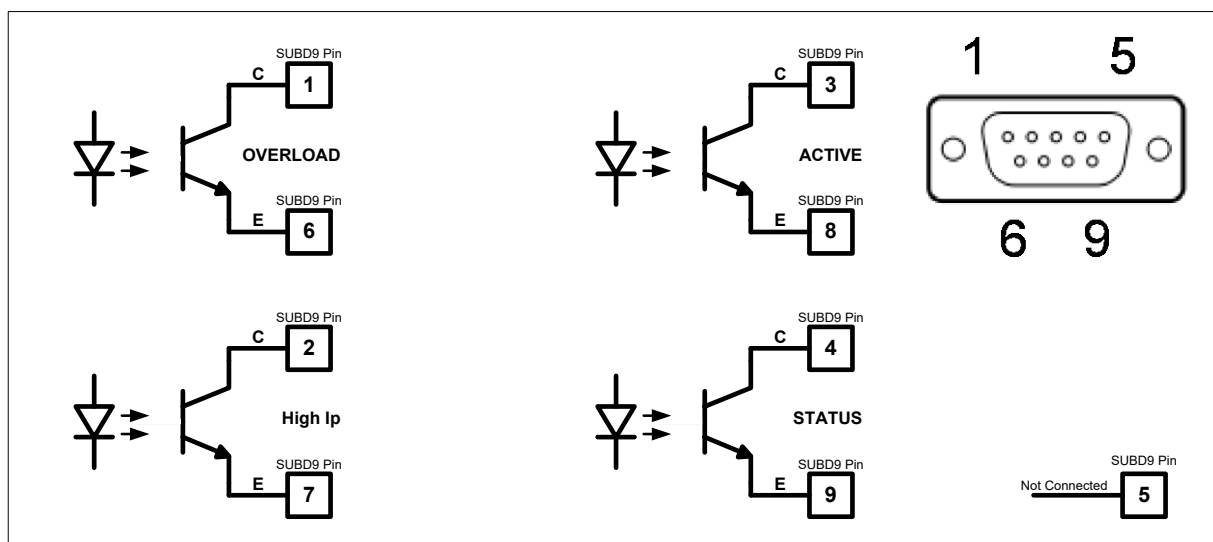 SUBD9 Pin
C
1
OVERLOAD
SUBD9 Pin
E
6
SUBD9 Pin
C
3
ACTIVE
SUBD9 Pin
E
8
1 5
6 9
SUBD9 Pin
C
2
High Ip
SUBD9 Pin
E
7
SUBD9 Pin
C
4
STATUS
SUBD9 Pin
E
9
SUBD9 Pin
Not Connected
5